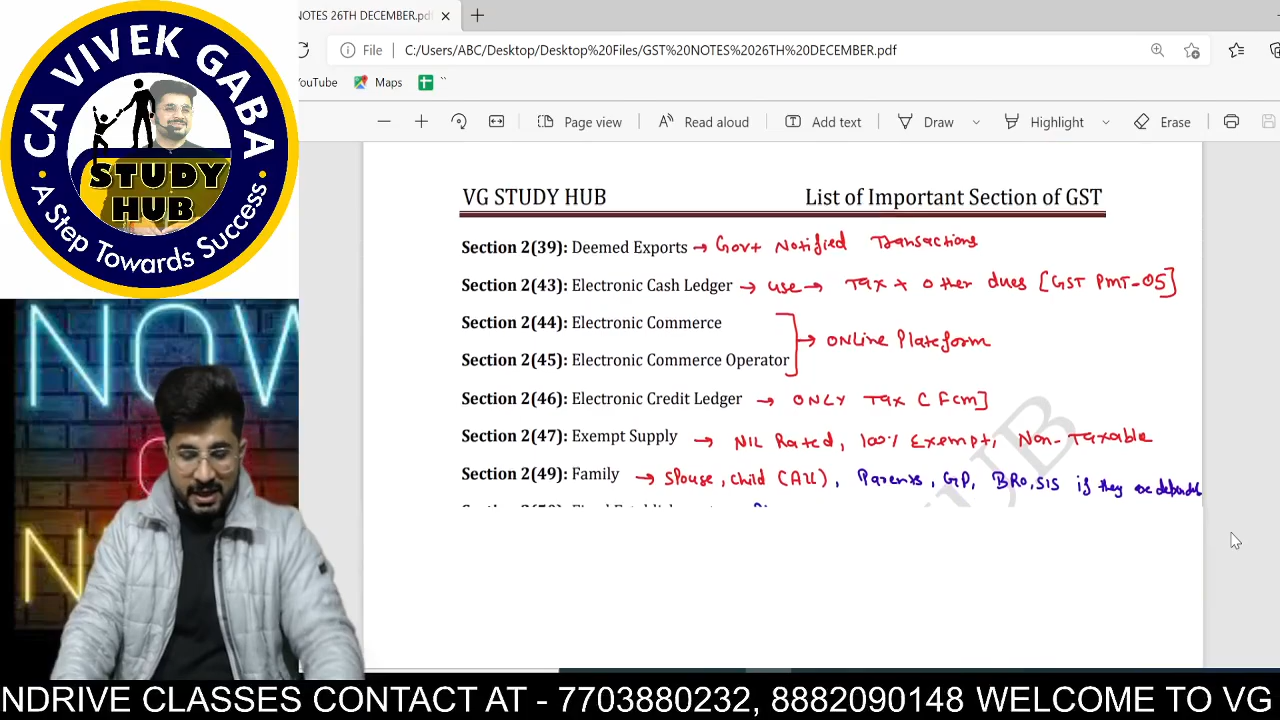 CA VIVEK GABA
STUDY
HUB
A Step Towards Success
NOTES 26TH DECEMBER.pdf
File C:/Users/ABC/Desktop/Desktop%20Files/GST%20NOTES%2026TH%20DECEMBER.pdf
YouTube Maps ``
Page view Read aloud Add text Draw Highlight Erase
VG STUDY HUB List of Important Section of GST
Section 2(39): Deemed Exports → Govt Notified Transactions
Section 2(43): Electronic Cash Ledger → use → Tax + other dues [GST PMT-05]
Section 2(44): Electronic Commerce
Section 2(45): Electronic Commerce Operator → ONLine Plateform
Section 2(46): Electronic Credit Ledger → ONLY Tax ( Fcm]
Section 2(47): Exempt Supply → NIL Rated, 100% Exempt, Non-Taxable
Section 2(49): Family → Spouse, child (All), Parents, GP, BRO, SIS if they are
UB
NOW
NDRIVE CLASSES CONTACT AT - 7703880232, 8882090148 WELCOME TO VG